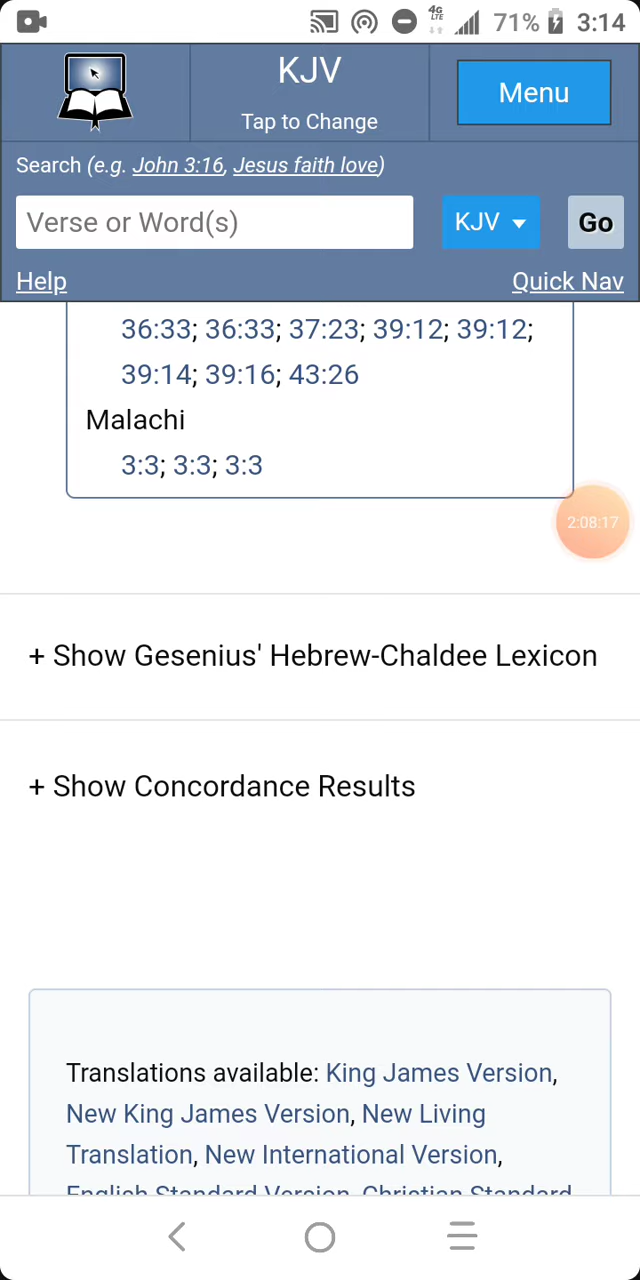 4G
LTE
71%
3:14
KJV
Tap to Change
Menu
Search (e.g. John 3:16, Jesus faith love)
Verse or Word(s)
KJV
Go
Help
Quick Nav
36:33; 36:33; 37:23; 39:12; 39:12;
39:14; 39:16; 43:26
Malachi
3:3; 3:3; 3:3
2:08:17
+ Show Gesenius' Hebrew-Chaldee Lexicon
+ Show Concordance Results
Translations available: King James Version,
New King James Version, New Living
Translation, New International Version,
English Standard Version, Christian Standard